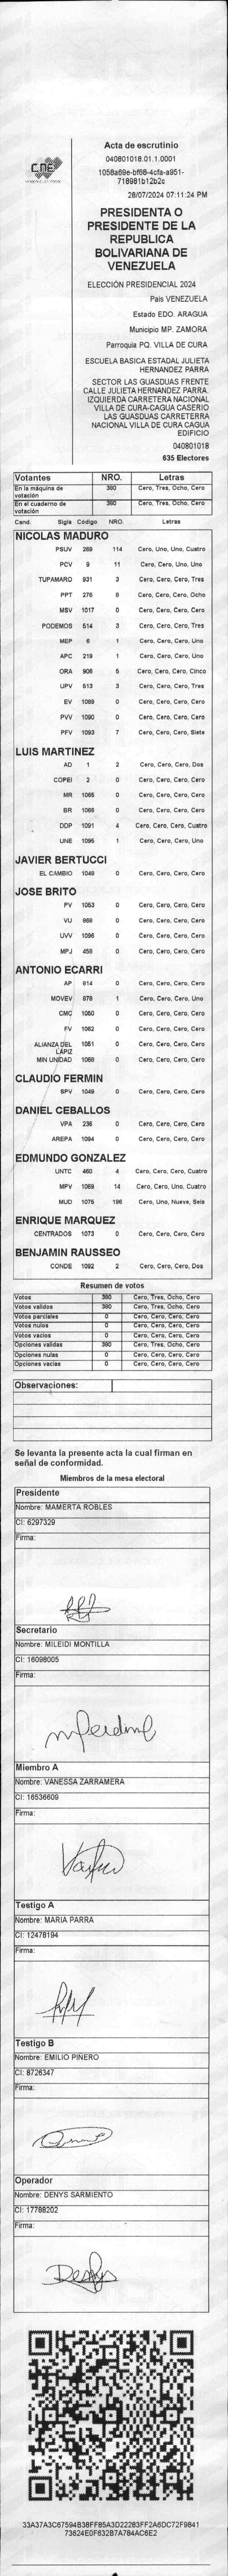 CNE
Acta de escrutinio
040801018.01.1.0001
1058a69e-bf68-4cfa-a951-
718981b12b2c
28/07/2024 07:11:24 PM
PRESIDENTA O
PRESIDENTE DE LA
REPUBLICA
BOLIVARIANA DE
VENEZUELA
ELECCIÓN PRESIDENCIAL 2024
País VENEZUELA
Estado EDO. ARAGUA
Municipio MP. ZAMORA
Parroquia PQ. VILLA DE CURA
ESCUELA BASICA ESTADAL JULIETA
HERNANDEZ PARRA
SECTOR LAS GUASDUAS FRENTE
CALLE JULIETA HERNANDEZ PARRA.
IZQUIERDA CARRETERA NACIONAL
VILLA DE CURA-CAGUA CASERIO
LAS GUASDUAS CARRETERRA
NACIONAL VILLA DE CURA CAGUA
EDIFICIO
040801018
635 Electores
Votantes NRO. Letras
En la máquina de votación 380 Cero, Tres, Ocho, Cero
En el cuaderno de votación 380 Cero, Tres, Ocho, Cero
Cand. Sigla Código NRO. Letras
NICOLAS MADURO
PSUV 269 114 Cero, Uno, Uno, Cuatro
PCV 9 11 Cero, Cero, Uno, Uno
TUPAMARO 931 3 Cero, Cero, Cero, Tres
PPT 276 8 Cero, Cero, Cero, Ocho
MSV 1017 0 Cero, Cero, Cero, Cero
PODEMOS 514 3 Cero, Cero, Cero, Tres
MEP 6 1 Cero, Cero, Cero, Uno
APC 219 1 Cero, Cero, Cero, Uno
ORA 906 5 Cero, Cero, Cero, Cinco
UPV 513 3 Cero, Cero, Cero, Tres
EV 1089 0 Cero, Cero, Cero, Cero
PVV 1090 0 Cero, Cero, Cero, Cero
PFV 1093 7 Cero, Cero, Cero, Siete
LUIS MARTINEZ
AD 1 2 Cero, Cero, Cero, Dos
COPEI 2 0 Cero, Cero, Cero, Cero
MR 1065 0 Cero, Cero, Cero, Cero
BR 1066 0 Cero, Cero, Cero, Cero
DDP 1091 4 Cero, Cero, Cero, Cuatro
UNE 1095 1 Cero, Cero, Cero, Uno
JAVIER BERTUCCI
EL CAMBIO 1049 0 Cero, Cero, Cero, Cero
JOSE BRITO
PV 1053 0 Cero, Cero, Cero, Cero
VU 868 0 Cero, Cero, Cero, Cero
UVV 1096 0 Cero, Cero, Cero, Cero
MPJ 458 0 Cero, Cero, Cero, Cero
ANTONIO ECARRI
AP 814 0 Cero, Cero, Cero, Cero
MOVEV 878 1 Cero, Cero, Cero, Uno
CMC 1050 0 Cero, Cero, Cero, Cero
FV 1062 0 Cero, Cero, Cero, Cero
ALIANZA DEL LÁPIZ 1051 0 Cero, Cero, Cero, Cero
MIN UNIDAD 1068 0 Cero, Cero, Cero, Cero
CLAUDIO FERMIN
SPV 1049 0 Cero, Cero, Cero, Cero
DANIEL CEBALLOS
VPA 236 0 Cero, Cero, Cero, Cero
AREPA 1094 0 Cero, Cero, Cero, Cero
EDMUNDO GONZALEZ
UNTC 460 4 Cero, Cero, Cero, Cuatro
MPV 1069 14 Cero, Cero, Uno, Cuatro
MUD 1075 196 Cero, Uno, Nueve, Seis
ENRIQUE MARQUEZ
CENTRADOS 1073 0 Cero, Cero, Cero, Cero
BENJAMIN RAUSSEO
CONDE 1092 2 Cero, Cero, Cero, Dos
Resumen de votos
Votos 380 Cero, Tres, Ocho, Cero
Votos validos 380 Cero, Tres, Ocho, Cero
Votos parciales 0 Cero, Cero, Cero, Cero
Votos nulos 0 Cero, Cero, Cero, Cero
Votos vacios 0 Cero, Cero, Cero, Cero
Opciones validas 380 Cero, Tres, Ocho, Cero
Opciones nulas 0 Cero, Cero, Cero, Cero
Opciones vacias 0 Cero, Cero, Cero, Cero
Observaciones:
Se levanta la presente acta la cual firman en
señal de conformidad.
Miembros de la mesa electoral
Presidente
Nombre: MAMERTA ROBLES
CI: 6297329
Firma:
Secretario
Nombre: MILEIDI MONTILLA
CI: 16098005
Firma:
Miembro A
Nombre: VANESSA ZARRAMERA
CI: 16536609
Firma:
Testigo A
Nombre: MARIA PARRA
CI: 12478194
Firma:
Testigo B
Nombre: EMILIO PIÑERO
CI: 8726347
Firma:
Operador
Nombre: DENYS SARMIENTO
CI: 17788202
Firma:
Denys
33A37A3C67594B38FF85A3D22283FF2A6DC72F9841
73624E0F632B7A784AC6E2